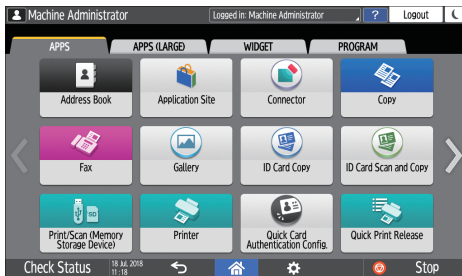 Machine Administrator
Logged in: Machine Administrator
?
Logout
APPS
APPS (LARGE)
WIDGET
PROGRAM
Address Book
Application Site
Connector
Copy
Fax
Gallery
ID Card Copy
ID Card Scan and Copy
SD
Print/Scan (Memory
Storage Device)
Printer
Quick Card
Authentication Config.
Quick Print Release
Check Status
18 Jul. 2018
11:18
Stop